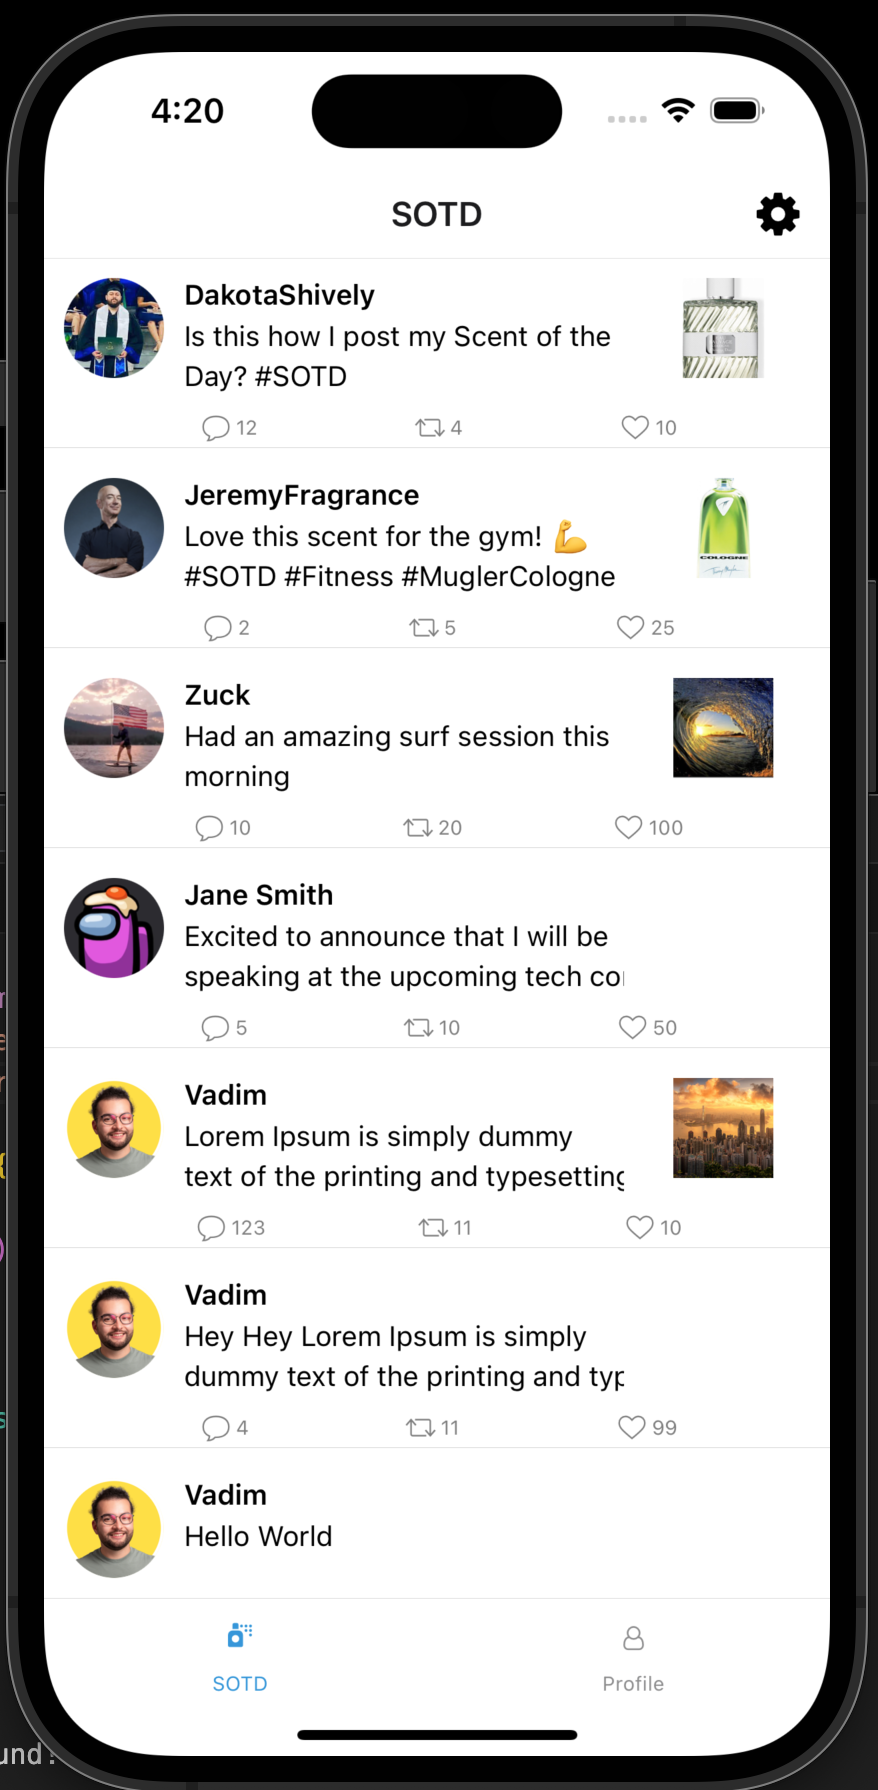 4:20
SOTD
DakotaShively
Is this how I post my Scent of the
Day? #SOTD
12 4 10
JeremyFragrance
Love this scent for the gym! 💪
#SOTD #Fitness #MuglerCologne
COLOGNE
2 5 25
Zuck
Had an amazing surf session this
morning
10 20 100
Jane Smith
Excited to announce that I will be
speaking at the upcoming tech
5 10 50
Vadim
Lorem Ipsum is simply dummy
text of the printing and typesetting
123 11 10
Vadim
Hey Hey Lorem Ipsum is simply
dummy text of the printing and typ
4 11 99
Vadim
Hello World
SOTD Profile
und!